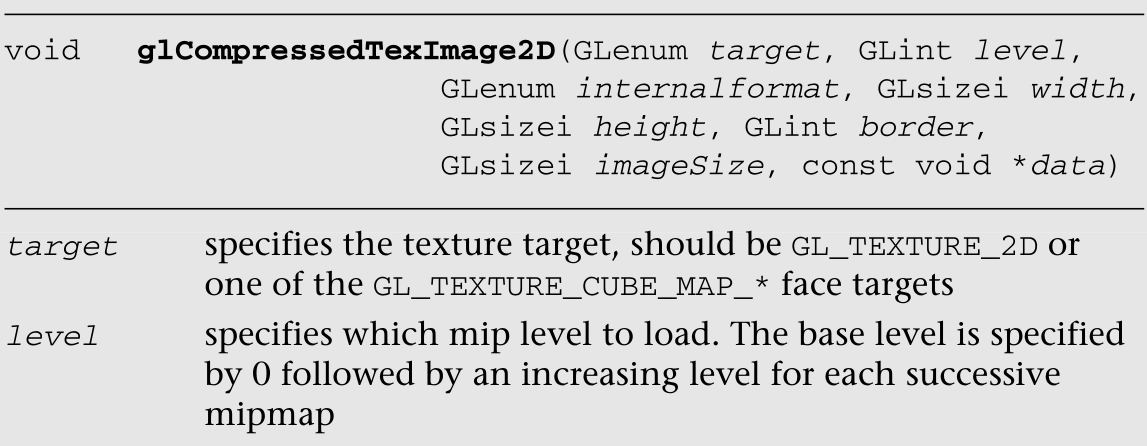 void glCompressedTexImage2D(GLenum target, GLint level,
GLenum internalformat, GLsizei width,
GLsizei height, GLint border,
GLsizei imageSize, const void *data)
target specifies the texture target, should be GL_TEXTURE_2D or
one of the GL_TEXTURE_CUBE_MAP_* face targets
level specifies which mip level to load. The base level is specified
by 0 followed by an increasing level for each successive
mipmap